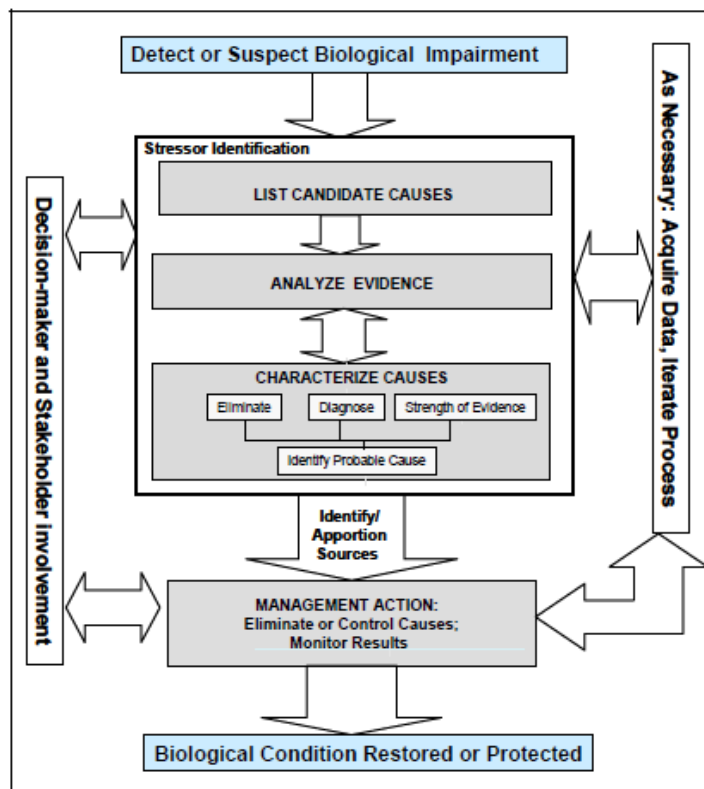 Detect or Suspect Biological Impairment
Stressor Identification
LIST CANDIDATE CAUSES
ANALYZE EVIDENCE
CHARACTERIZE CAUSES
Eliminate
Diagnose
Strength of Evidence
Identify Probable Cause
Identify/
Apportion
Sources
MANAGEMENT ACTION:
Eliminate or Control Causes;
Monitor Results
Biological Condition Restored or Protected
Decision-maker and Stakeholder involvement
As Necessary: Acquire Data, Iterate Process